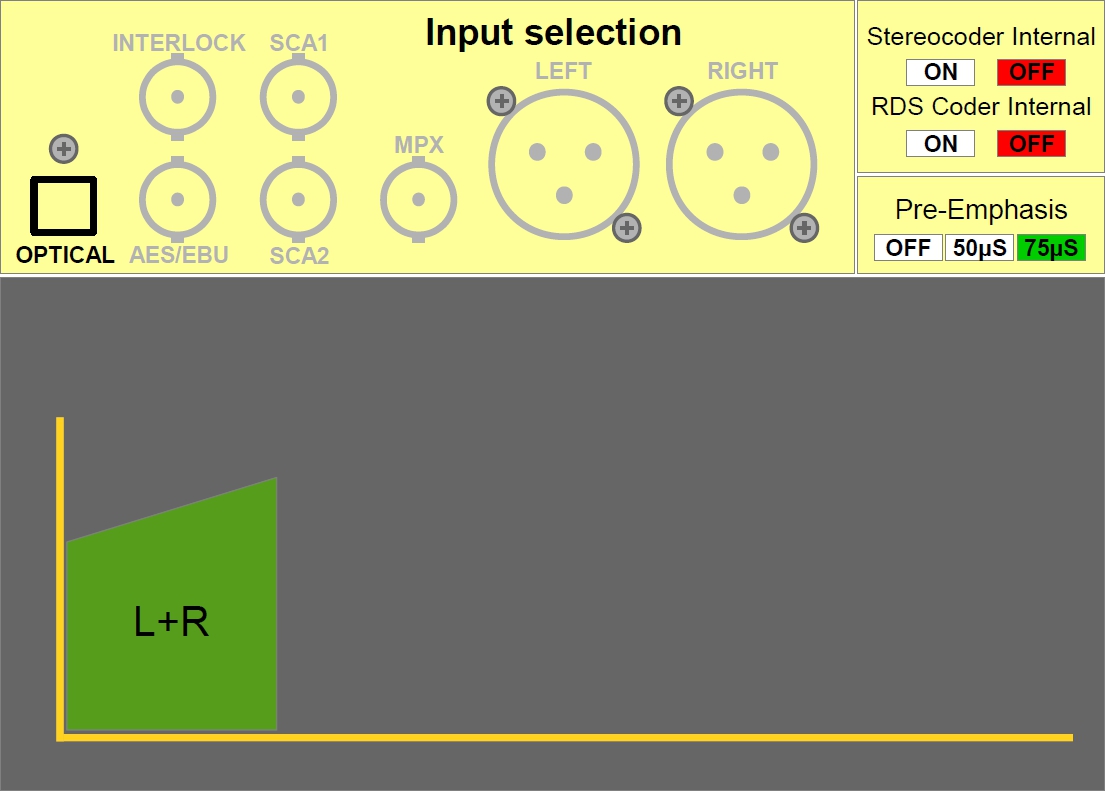 Input selection
INTERLOCK SCA1
LEFT RIGHT
MPX
OPTICAL AES/EBU SCA2
Stereocoder Internal
ON OFF
RDS Coder Internal
ON OFF
Pre-Emphasis
OFF 50µS 75µS
L+R